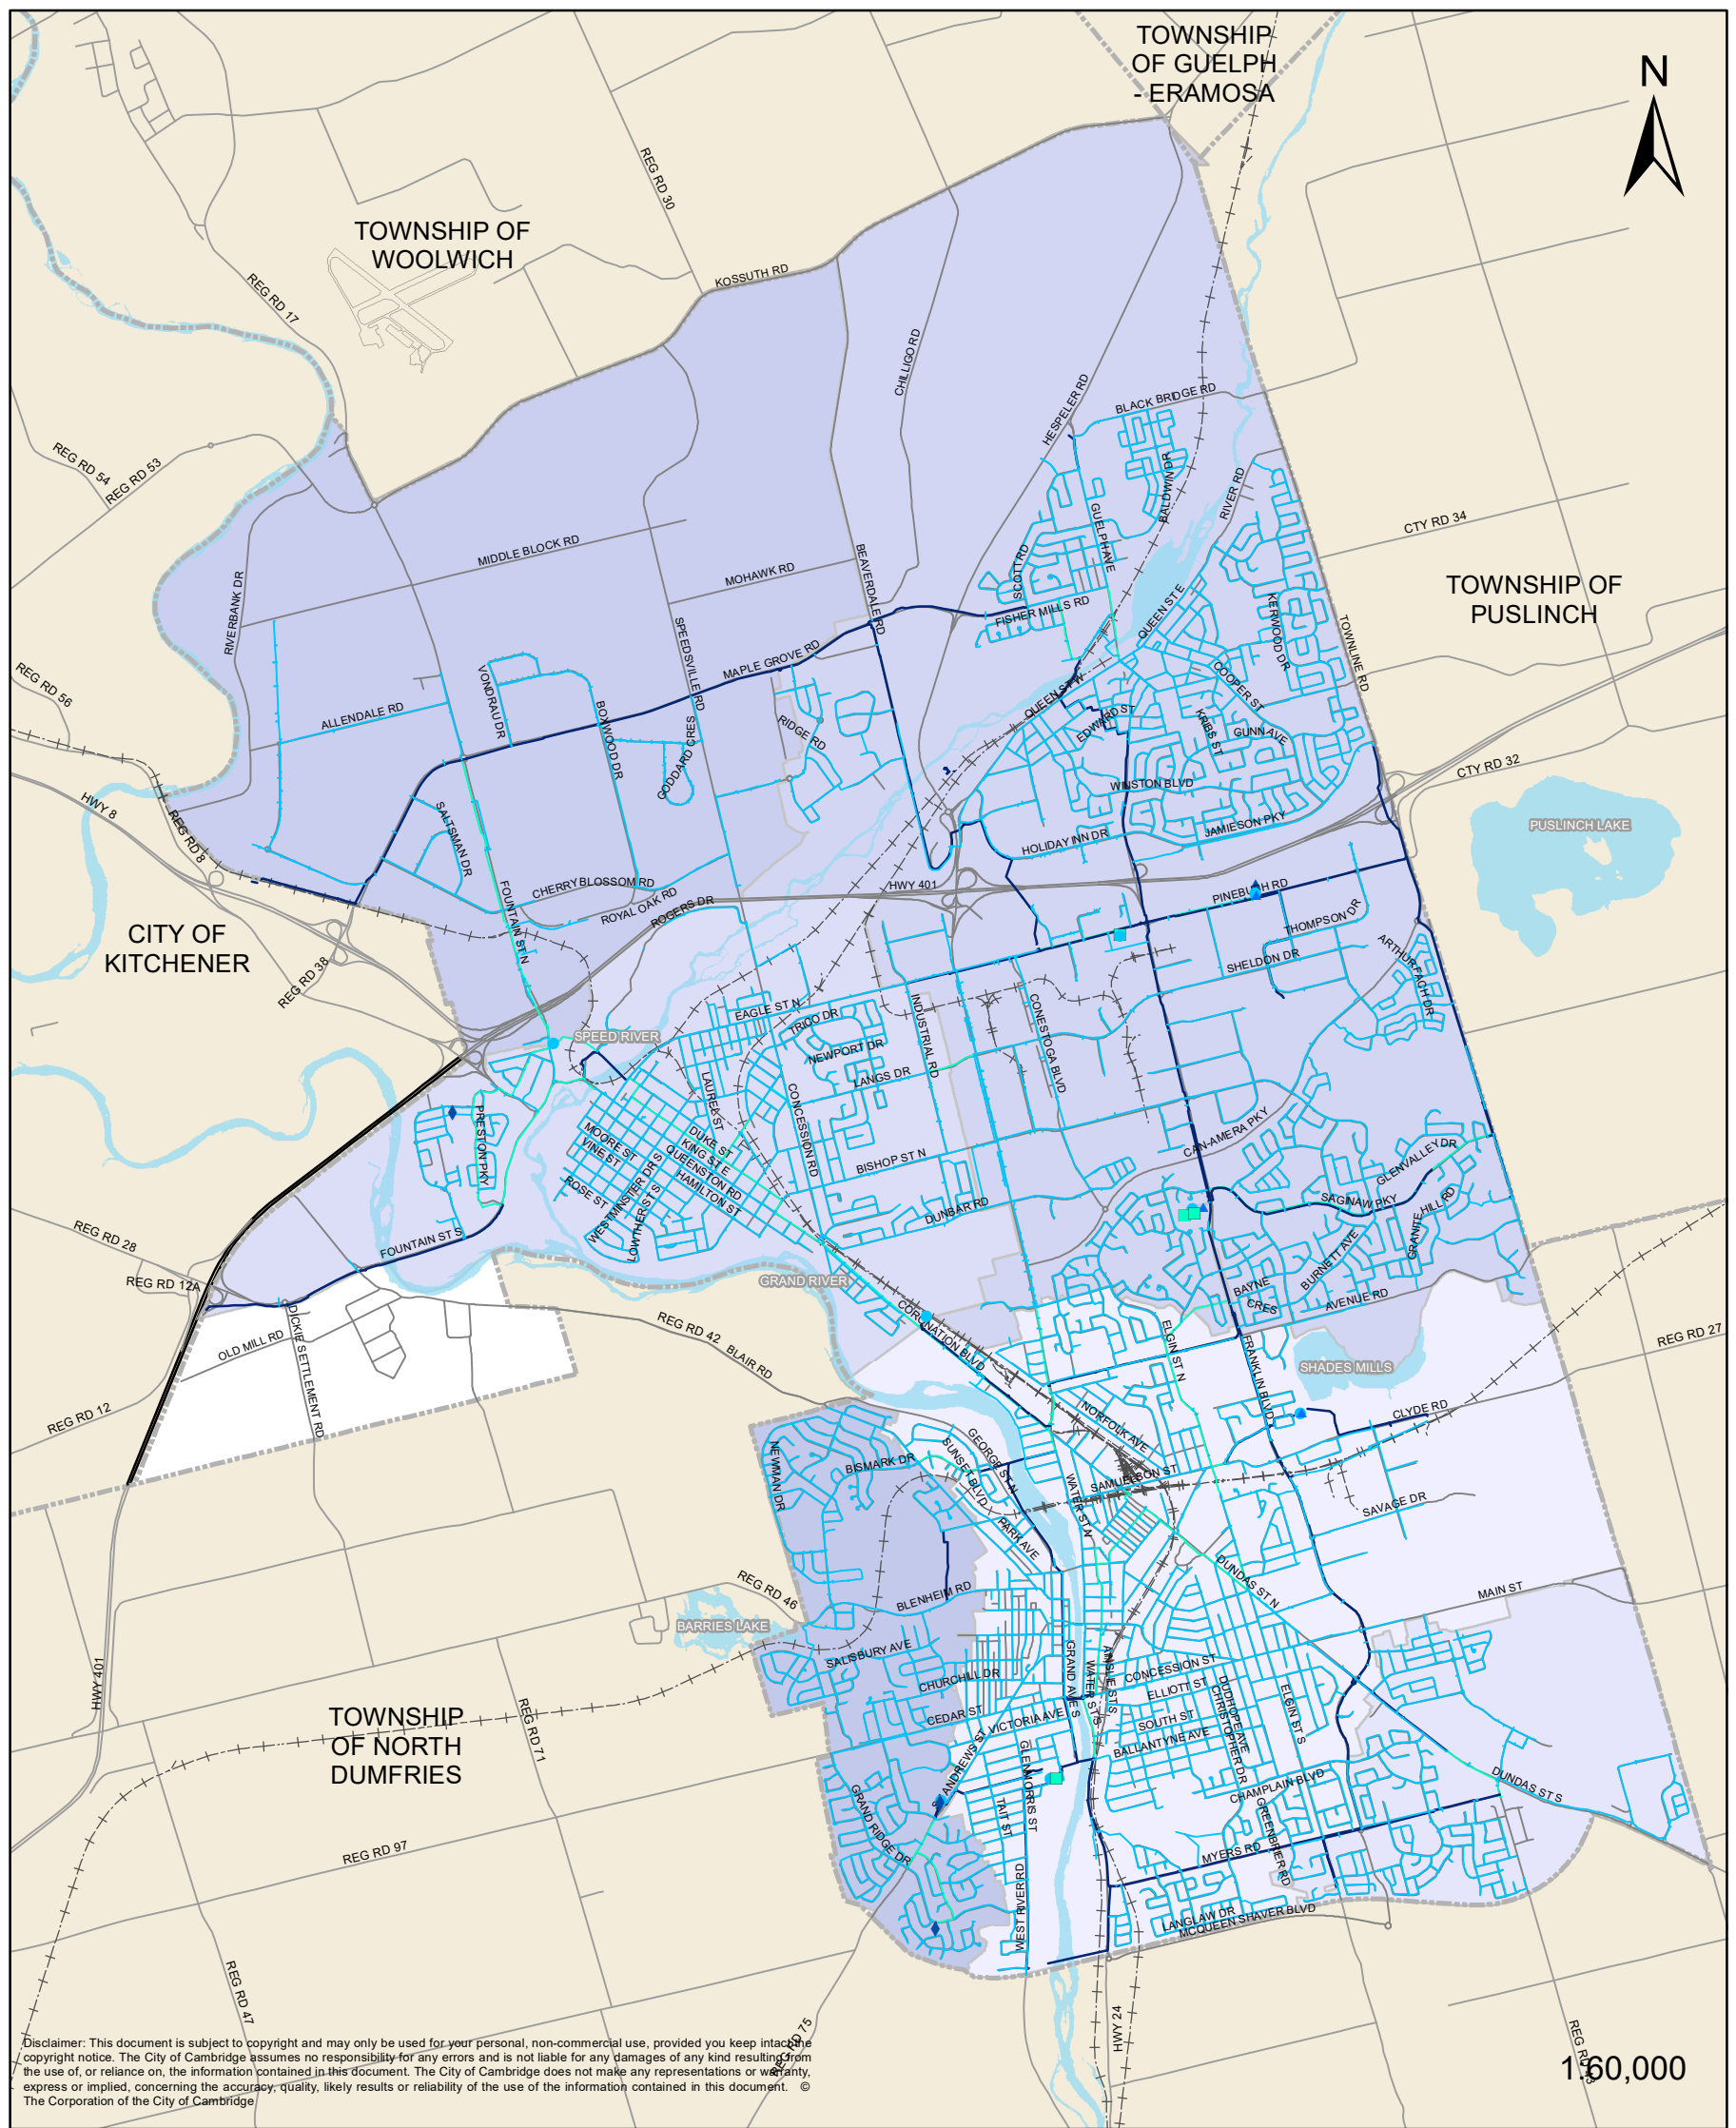 TOWNSHIP
OF GUELPH
- ERAMOSA
N
REG RD 30
TOWNSHIP OF
WOOLWICH
KOSSUTH RD
REG RD 17
CHILLIGO RD
HESPELER RD
BLACK BRIDGE RD
REG RD 54
REG RD 53
BALDWIN DR
RIVER RD
GUELPH AVE
CTY RD 34
MIDDLE BLOCK RD
MOHAWK RD
BEAVERDALE RD
SCOTT RD
TOWNSHIP OF
PUSLINCH
RIVERBANK DR
FISHER MILLS RD
QUEEN ST E
KERWOOD DR
TOWNLINE RD
SPEEDSVILLE RD
MAPLE GROVE RD
REG RD 56
VONDRAU DR
ALLENDALE RD
BOXWOOD DR
GODDARD CRES
RIDGE RD
QUEEN ST W
EDWARD ST
COOPER ST
KRIBS ST
GUNN AVE
WINSTON BLVD
CTY RD 32
HWY 8
REG RD 8
SALTSMAN DR
HOLIDAY INN DR
JAMIESON PKY
PUSLINCH LAKE
CHERRY BLOSSOM RD
ROYAL OAK RD
ROGERS DR
HWY 401
PINEBUSH RD
FOUNTAIN ST N
THOMPSON DR
CITY OF
KITCHENER
REG RD 38
SHELDON DR
ARTHUR FACH DR
EAGLE ST N
TRICO DR
INDUSTRIAL RD
CONESTOGA BLVD
SPEED RIVER
NEWPORT DR
LANGS DR
LAUREL ST
CONCESSION RD
PRESTON PKY
MOORE ST
VINE ST
ROSE ST
DUKE ST
KING ST E
QUEENSTON RD
HAMILTON ST
WESTMINSTER DR S
LOWTHER ST S
BISHOP ST N
DUNBAR RD
CAN-AMERA PKY
GLENVALLEY DR
SAGINAW PKY
GRANITE HILL RD
BURNETT AVE
REG RD 28
FOUNTAIN ST S
REG RD 12A
GRAND RIVER
BAYNE
CRES
AVENUE RD
DICKIE SETTLEMENT RD
OLD MILL RD
REG RD 42
BLAIR RD
CORONATION BLVD
ELGIN ST N
FRANKLIN BLVD
SHADES MILLS
REG RD 27
REG RD 12
NORFOLK AVE
CLYDE RD
NEWMAN DR
BISMARK DR
GEORGE ST N
SUNSET BLVD
PARK AVE
WATER ST N
SAMUELSON ST
SAVAGE DR
REG RD 46
BLENHEIM RD
DUNDAS ST N
MAIN ST
BARRIES LAKE
SALISBURY AVE
CHURCHILL DR
GRAND AVE S
WATER ST S
AINSLIE ST S
CONCESSION ST
ELLIOTT ST
DUDHOPE AVE
CHRISTOPHER DR
ELGIN ST S
HWY 401
TOWNSHIP
OF NORTH
DUMFRIES
REG RD 71
CEDAR ST
VICTORIA AVE
SOUTH ST
BALLANTYNE AVE
ST ANDREWS ST
GLENMORRIS ST
TAIT ST
GRAND RIDGE DR
CHAMPLAIN BLVD
GREENBRIER RD
DUNDAS ST S
MYERS RD
REG RD 97
WEST RIVER RD
LANGLAW DR
MCQUEEN SHAVER BLVD
REG RD 47
REG RD 75
HWY 24
REG RD 43
1:60,000
Disclaimer: This document is subject to copyright and may only be used for your personal, non-commercial use, provided you keep intact the
copyright notice. The City of Cambridge assumes no responsibility for any errors and is not liable for any damages of any kind resulting from
the use of, or reliance on, the information contained in this document. The City of Cambridge does not make any representations or warranty,
express or implied, concerning the accuracy, quality, likely results or reliability of the use of the information contained in this document. ©
The Corporation of the City of Cambridge